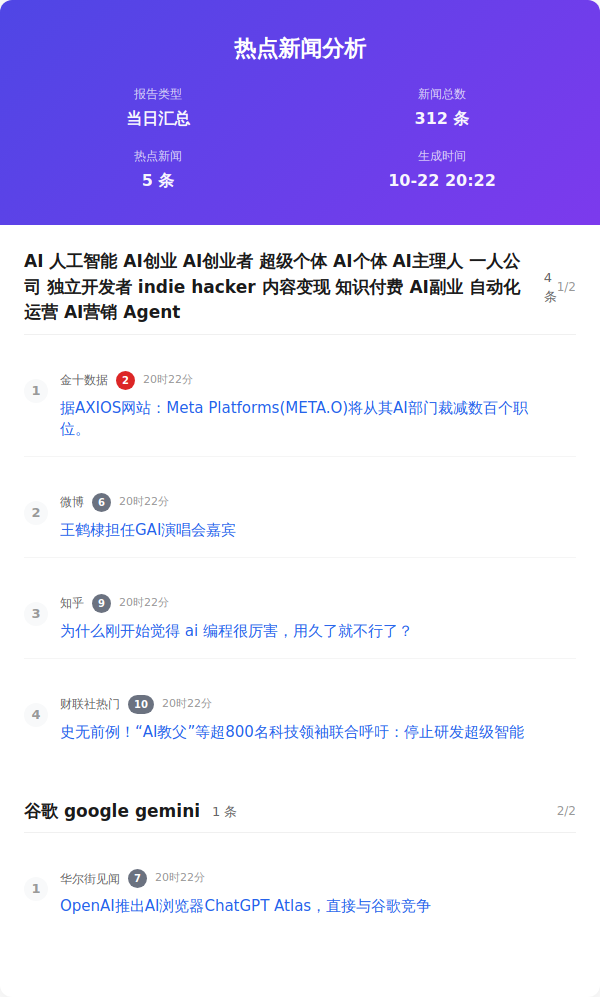 热点新闻分析
报告类型
新闻总数
当日汇总
312 条
热点新闻
生成时间
5 条
10-22 20:22
AI 人工智能 AI创业 AI创业者 超级个体 AI个体 AI主理人 一人公
司 独立开发者 indie hacker 内容变现 知识付费 AI副业 自动化
运营 AI营销 Agent
4
条
1/2
1
金十数据 2 20时22分
据AXIOS网站：Meta Platforms(META.O)将从其AI部门裁减数百个职
位。
2
微博 6 20时22分
王鹤棣担任GAI演唱会嘉宾
3
知乎 9 20时22分
为什么刚开始觉得 ai 编程很厉害，用久了就不行了？
4
财联社热门 10 20时22分
史无前例！“AI教父”等超800名科技领袖联合呼吁：停止研发超级智能
谷歌 google gemini 1 条 2/2
1
华尔街见闻 7 20时22分
OpenAI推出AI浏览器ChatGPT Atlas，直接与谷歌竞争